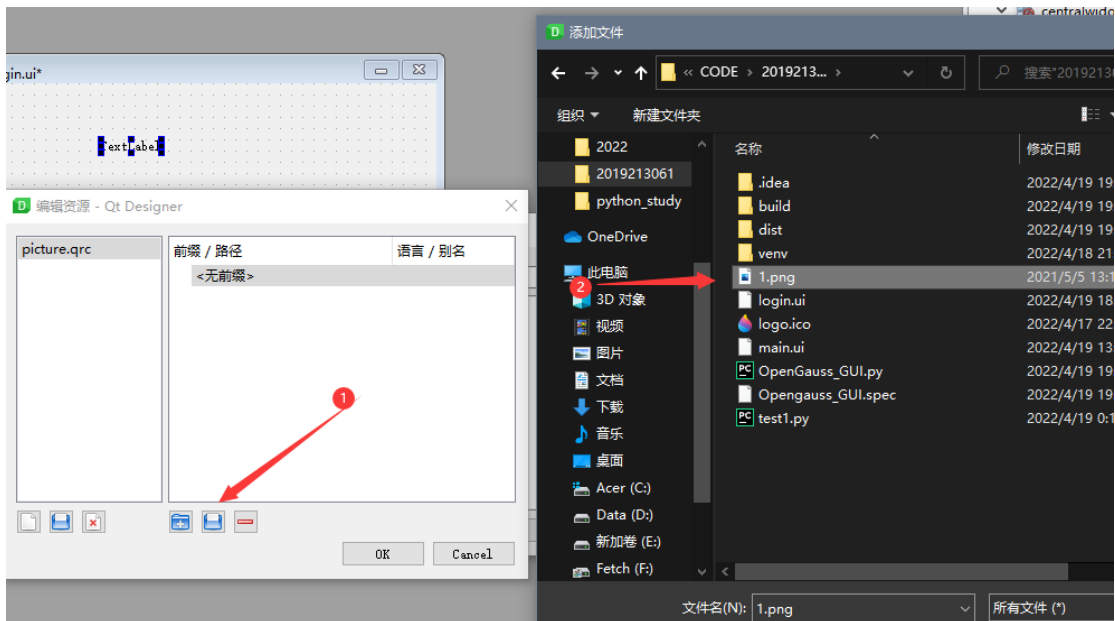 gin.ui*
TextLabel
编辑资源 - Qt Designer
picture.qrc
前缀 / 路径
语言 / 别名
<无前缀>
1
OK
Cancel
centralwido
添加文件
« CODE › 2019213... ›
搜索"20192130
组织
新建文件夹
2022
2019213061
python_study
OneDrive
此电脑
2
3D 对象
视频
图片
文档
下载
音乐
桌面
Acer (C:)
Data (D:)
新加卷 (E:)
Fetch (F:)
名称
修改日期
.idea
2022/4/19 19:
build
2022/4/19 19:
dist
2022/4/19 19:
venv
2022/4/18 21:
1.png
2021/5/5 13:1
login.ui
2022/4/19 18:
logo.ico
2022/4/17 22:
main.ui
2022/4/19 13:
OpenGauss_GUI.py
2022/4/19 19:
Opengauss_GUI.spec
2022/4/19 19:
test1.py
2022/4/19 0:1
文件名(N):
1.png
所有文件 (*)